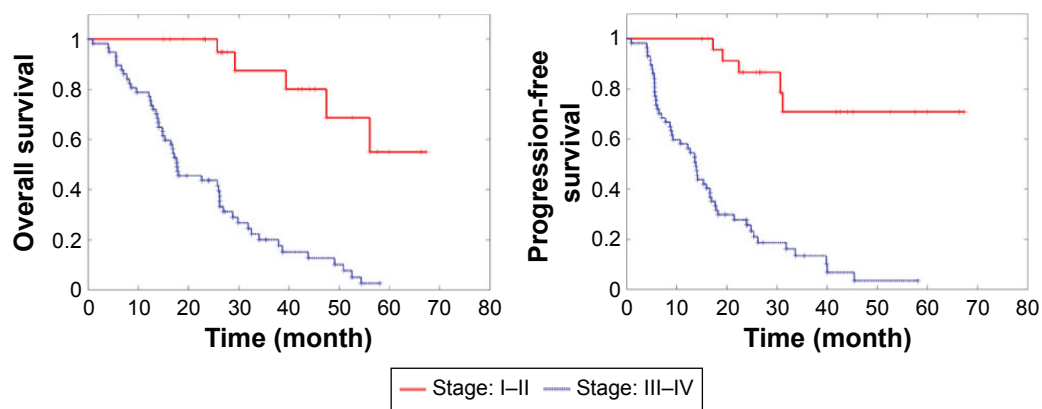 Overall survival
1
0.8
0.6
0.4
0.2
0
0 10 20 30 40 50 60 70 80
Time (month)
Progression-free
survival
1
0.8
0.6
0.4
0.2
0
0 10 20 30 40 50 60 70 80
Time (month)
Stage: I–II Stage: III–IV